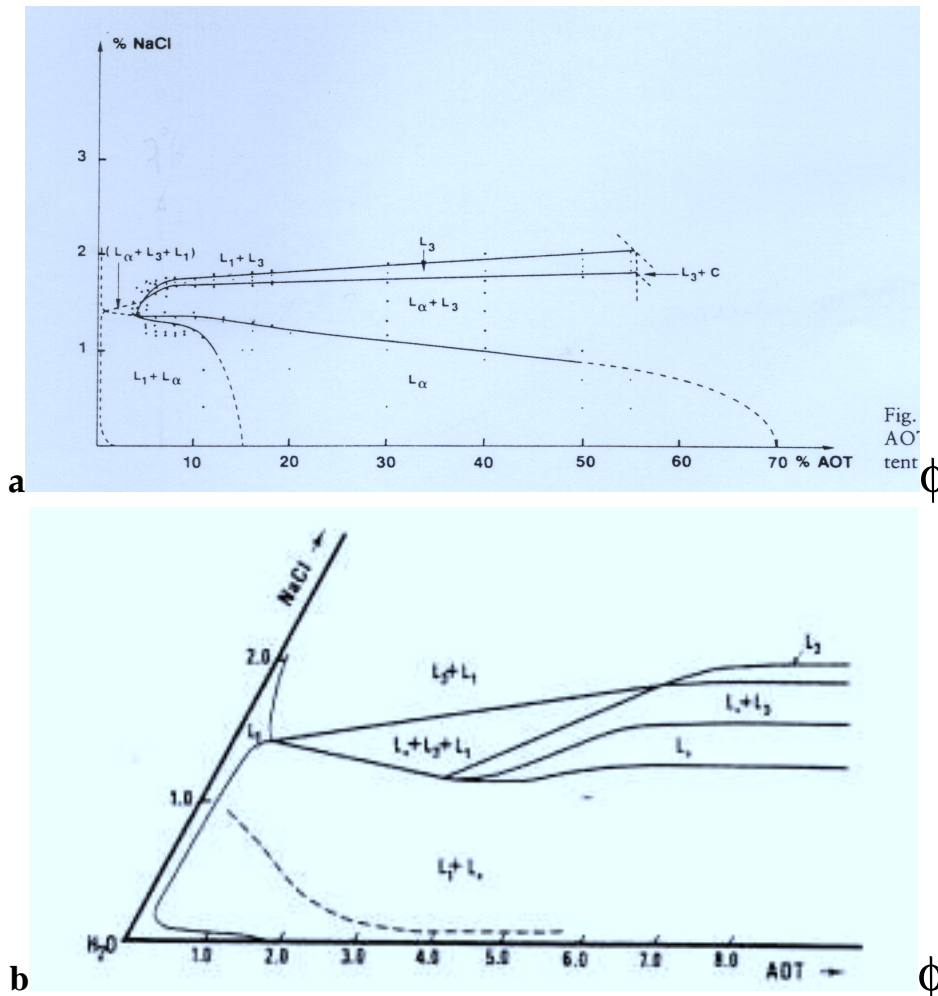 % NaCl
3
2
(Lα+L3+L1)
L1+L3
L3
L3+C
Lα+L3
1
L1+Lα
Lα
Fig.
AO
tent
10 20 30 40 50 60 70 % AOT
a ϕ
NaCl →
2.0
L3
L3+L1
L1
Lα+L3+L1
Lα+L3
Lα
1.0
L1+Lα
H2O
1.0 2.0 3.0 4.0 5.0 6.0 7.0 8.0
AOT →
b ϕ